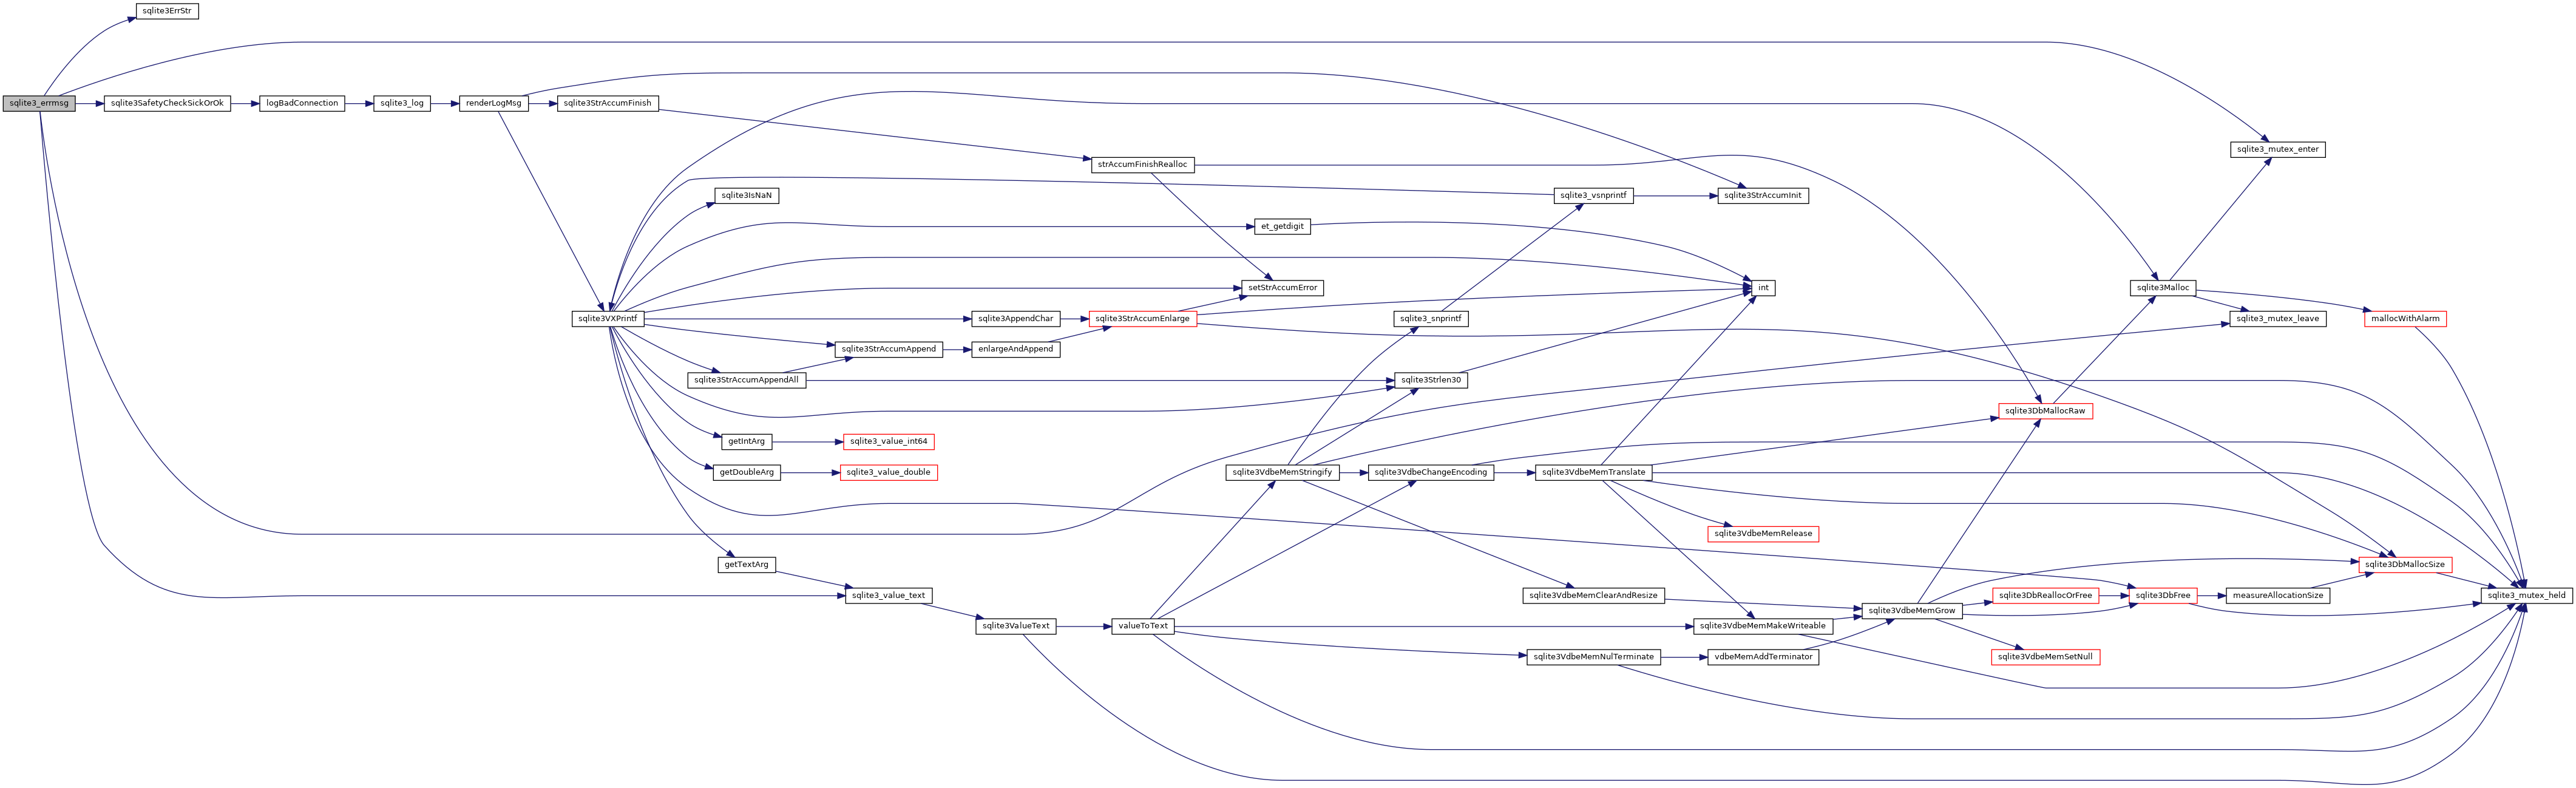 sqlite3ErrStr
sqlite3_errmsg
sqlite3SafetyCheckSickOrOk
logBadConnection
sqlite3_log
renderLogMsg
sqlite3StrAccumFinish
sqlite3_mutex_enter
strAccumFinishRealloc
sqlite3IsNaN
sqlite3_vsnprintf
sqlite3StrAccumInit
et_getdigit
setStrAccumError
int
sqlite3Malloc
sqlite3VXPrintf
sqlite3AppendChar
sqlite3StrAccumEnlarge
sqlite3_snprintf
sqlite3_mutex_leave
mallocWithAlarm
sqlite3StrAccumAppend
enlargeAndAppend
sqlite3StrAccumAppendAll
sqlite3Strlen30
sqlite3DbMallocRaw
getIntArg
sqlite3_value_int64
getDoubleArg
sqlite3_value_double
sqlite3VdbeMemStringify
sqlite3VdbeChangeEncoding
sqlite3VdbeMemTranslate
sqlite3VdbeMemRelease
getTextArg
sqlite3DbMallocSize
sqlite3_value_text
sqlite3VdbeMemClearAndResize
sqlite3DbReallocOrFree
sqlite3DbFree
measureAllocationSize
sqlite3_mutex_held
sqlite3VdbeMemGrow
sqlite3ValueText
valueToText
sqlite3VdbeMemMakeWriteable
sqlite3VdbeMemNulTerminate
vdbeMemAddTerminator
sqlite3VdbeMemSetNull